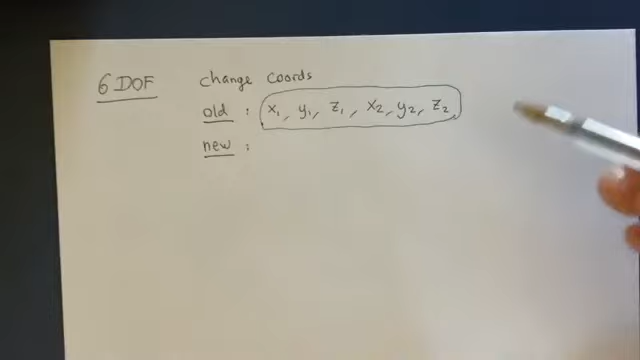 6 DOF change coords
old : x₁, y₁, z₁, x₂, y₂, z₂
new :